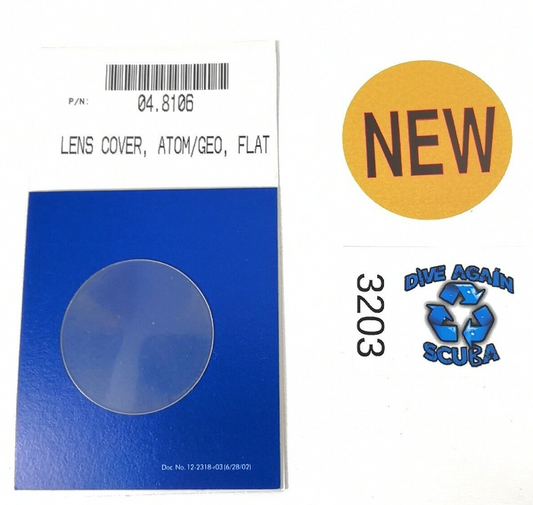 P/N:
04.8106
LENS COVER, ATOM/GEO, FLAT
Doc. No. 12-2318-r03 (6/28/02)
NEW
3203
DIVE AGAIN
SCUBA